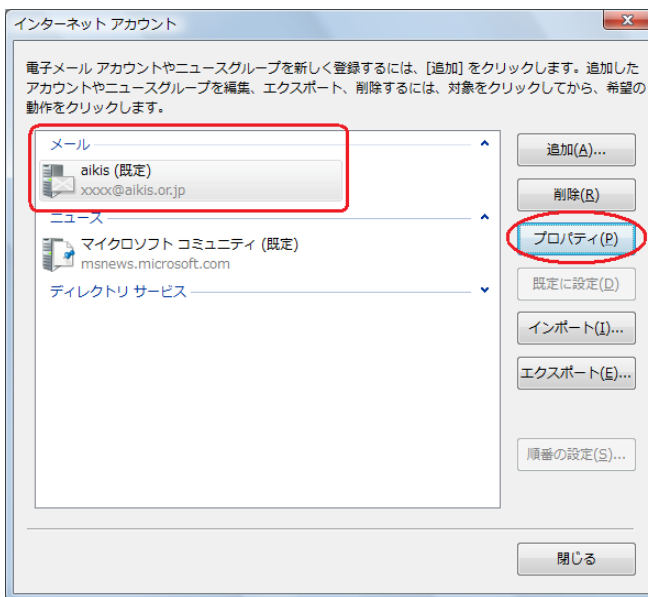 インターネット アカウント
電子メール アカウントやニュースグループを新しく登録するには、[追加] をクリックします。追加した
アカウントやニュースグループを編集、エクスポート、削除するには、対象をクリックしてから、希望の
動作をクリックします。
メール
aikis (既定)
xxxx@aikis.or.jp
ニュース
マイクロソフト コミュニティ (既定)
msnews.microsoft.com
ディレクトリ サービス
追加(A)...
削除(R)
プロパティ(P)
既定に設定(D)
インポート(I)...
エクスポート(E)...
順番の設定(S)...
閉じる